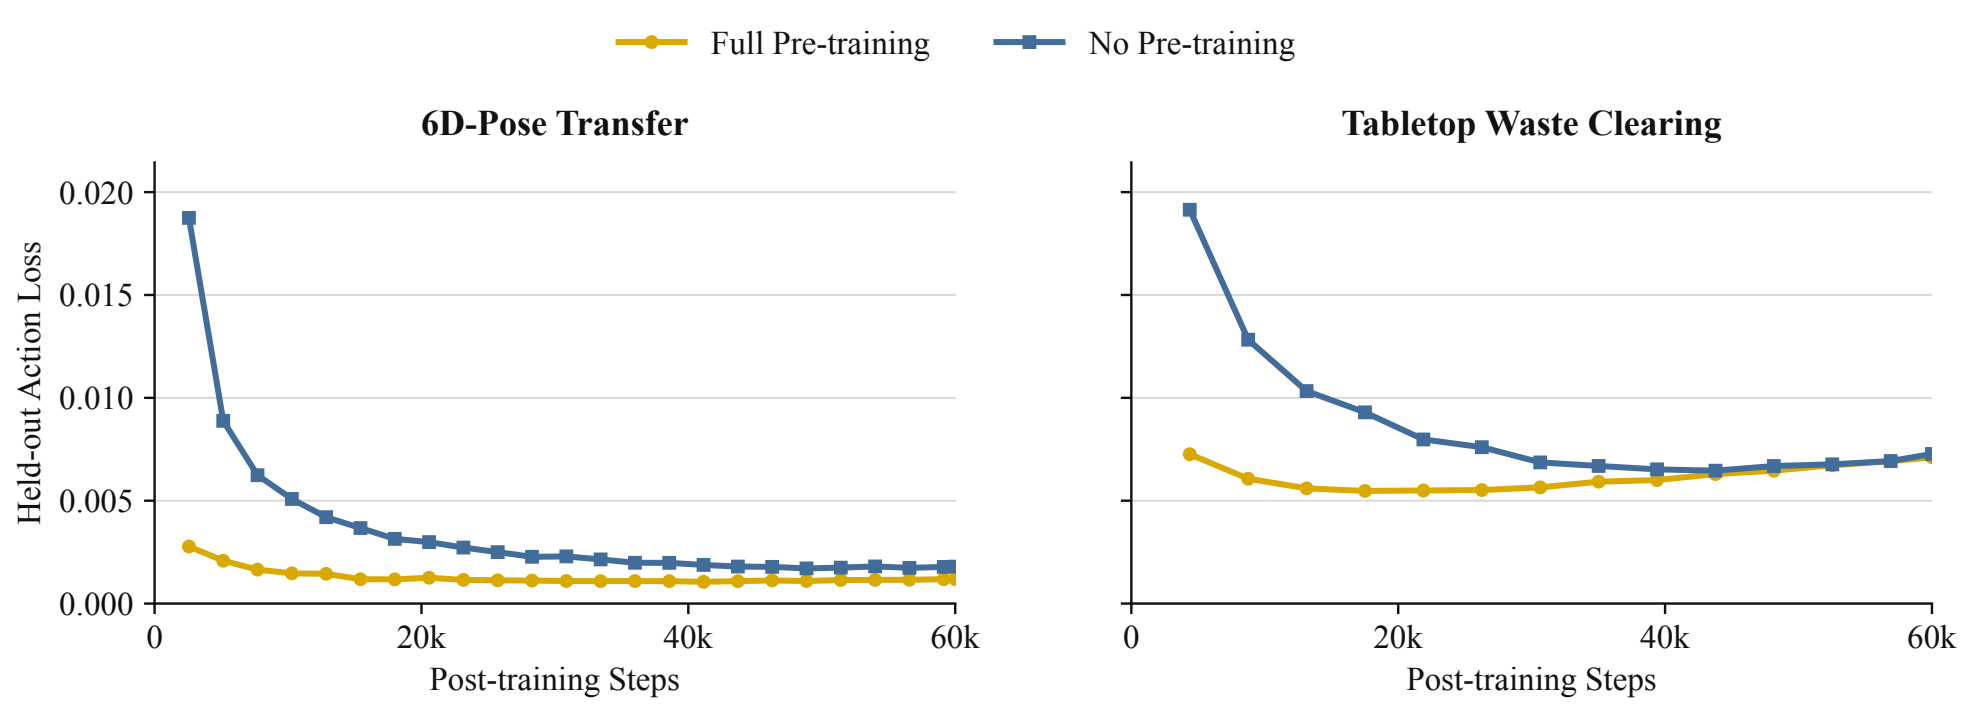 Full Pre-training No Pre-training
6D-Pose Transfer
Tabletop Waste Clearing
Held-out Action Loss
0.020
0.015
0.010
0.005
0.000
0 20k 40k 60k
Post-training Steps
0 20k 40k 60k
Post-training Steps